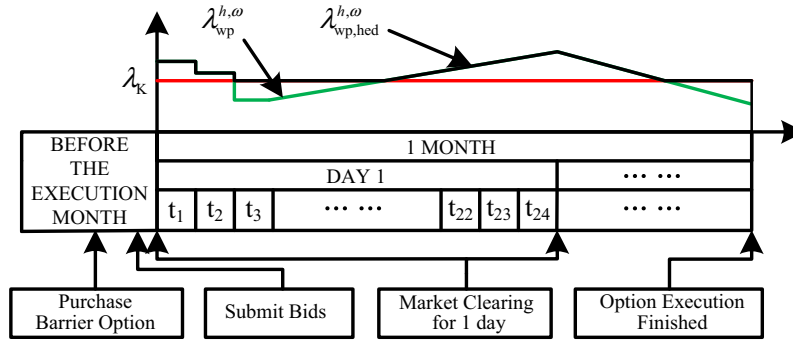 λ_wp^{h,ω}
λ_{wp,hed}^{h,ω}
λ_K
BEFORE
THE
EXECUTION
MONTH
1 MONTH
DAY 1
... ...
t₁
t₂
t₃
... ...
t₂₂
t₂₃
t₂₄
... ...
Purchase
Barrier Option
Submit Bids
Market Clearing
for 1 day
Option Execution
Finished